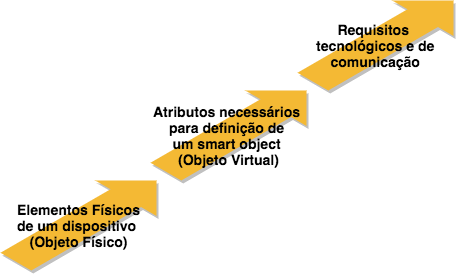 Requisitos
tecnológicos e de
comunicação
Atributos necessários
para definição de
um smart object
(Objeto Virtual)
Elementos Físicos
de um dispositivo
(Objeto Físico)